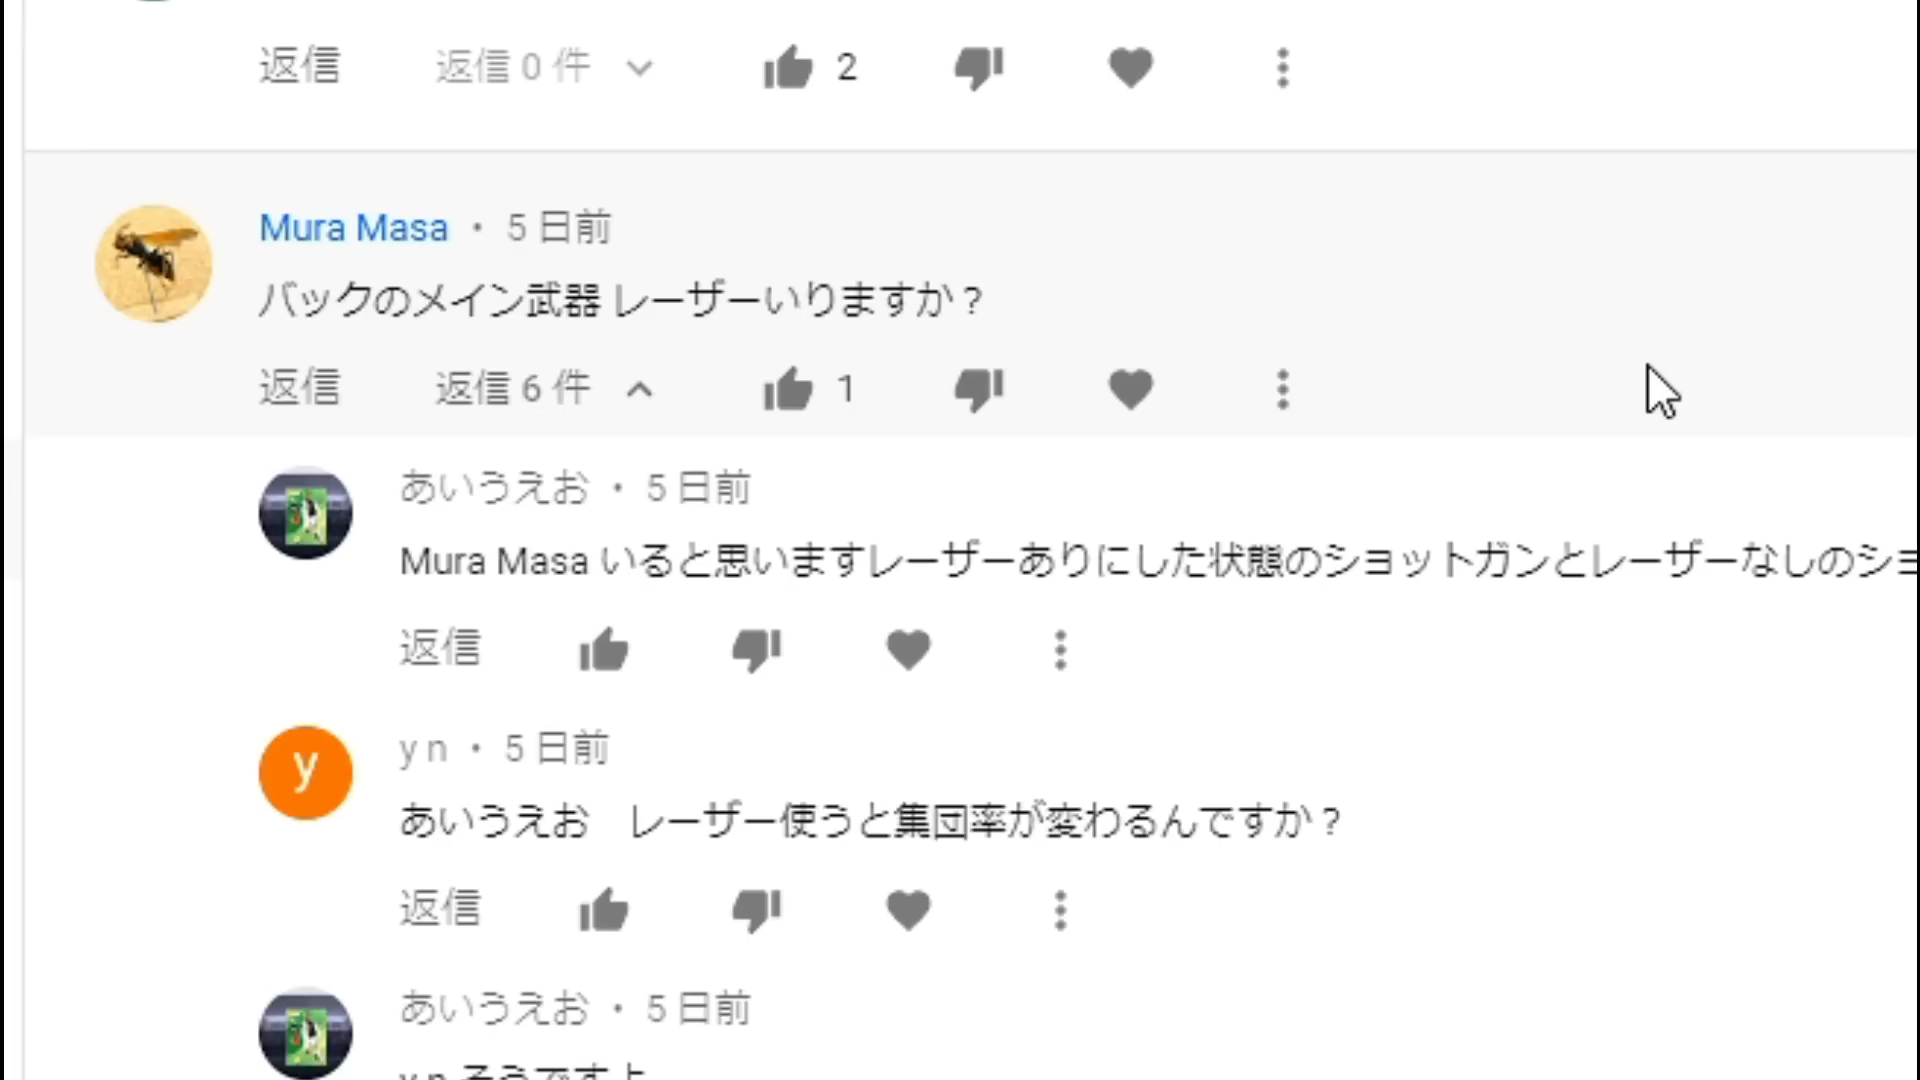 返信 返信 0 件 2
Mura Masa ・ 5 日前
バックのメイン武器 レーザーいりますか？
返信 返信 6 件 1
あいうえお ・ 5 日前
Mura Masa いると思いますレーザーありにした状態のショットガンとレーザーなしのショ
返信
y n ・ 5 日前
y
あいうえお　レーザー使うと集団率が変わるんですか？
返信
あいうえお ・ 5 日前
y n そうですよ